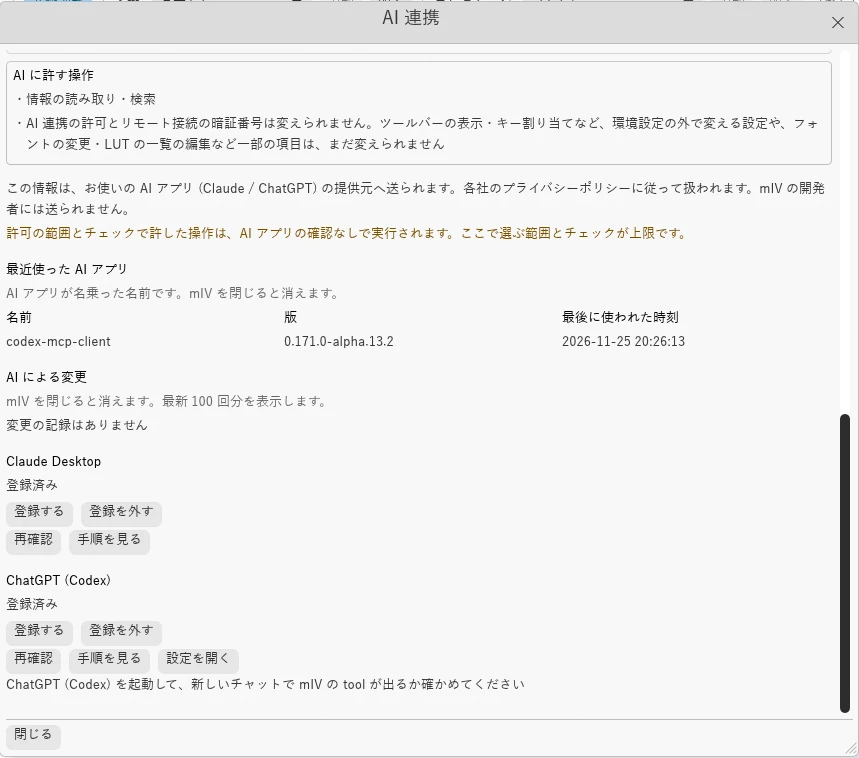 AI 連携
AI に許す操作
・情報の読み取り・検索
・AI 連携の許可とリモート接続の暗証番号は変えられません。ツールバーの表示・キー割り当てなど、環境設定の外で変える設定や、フォ
ントの変更・LUT の一覧の編集など一部の項目は、まだ変えられません
この情報は、お使いの AI アプリ (Claude / ChatGPT) の提供元へ送られます。各社のプライバシーポリシーに従って扱われます。mIV の開発
者には送られません。
許可の範囲とチェックで許した操作は、AI アプリの確認なしで実行されます。ここで選ぶ範囲とチェックが上限です。
最近使った AI アプリ
AI アプリが名乗った名前です。mIV を閉じると消えます。
名前 版 最後に使われた時刻
codex-mcp-client 0.171.0-alpha.13.2 2026-11-25 20:26:13
AI による変更
mIV を閉じると消えます。最新 100 回分を表示します。
変更の記録はありません
Claude Desktop
登録済み
登録する 登録を外す
再確認 手順を見る
ChatGPT (Codex)
登録済み
登録する 登録を外す
再確認 手順を見る 設定を開く
ChatGPT (Codex) を起動して、新しいチャットで mIV の tool が出るか確かめてください
閉じる